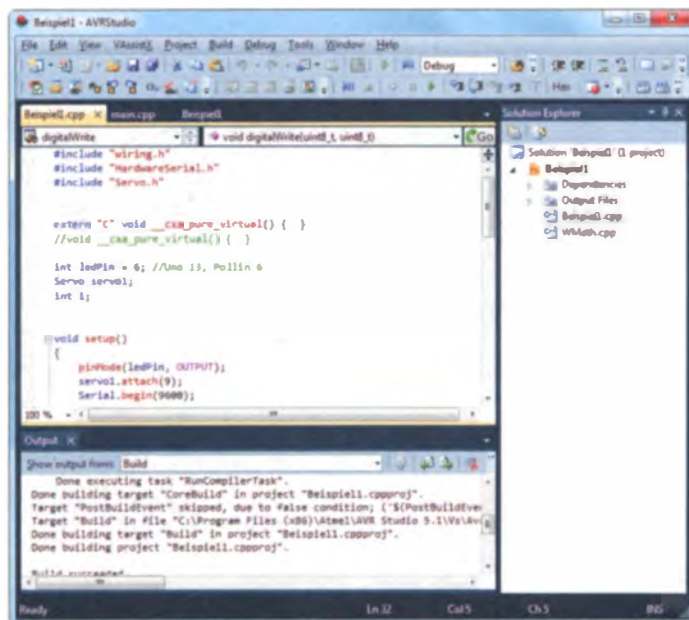 Beispiel1 - AVRStudio
File Edit View VAssistX Project Build Debug Tools Window Help
Debug
Hex
Beispiel1.cpp × main.cpp Beispiel1
digitalWrite void digitalWrite(uint8_t, uint8_t) Go
#include "wiring.h"
#include "HardwareSerial.h"
#include "Servo.h"
extern "C" void __cxa_pure_virtual() { }
//void __cxa_pure_virtual() { }
int ledPin = 6; //Uno 13, Pollin 6
Servo servo1;
int i;
void setup()
{
pinMode(ledPin, OUTPUT);
servo1.attach(9);
Serial.begin(9600);
100 %
Output
Show output from: Build
Done executing task "RunCompilerTask".
Done building target "CoreBuild" in project "Beispiel1.cppproj".
Target "PostBuildEvent" skipped, due to false condition; ('$(PostBuildEve
Target "Build" in file "C:\Program Files (x86)\Atmel\AVR Studio 5.1\Vs\Av
Done building target "Build" in project "Beispiel1.cppproj".
Done building project "Beispiel1.cppproj".
Build succeeded.
Solution Explorer
Solution 'Beispiel1' (1 project)
Beispiel1
Dependencies
Output Files
Beispiel1.cpp
WMath.cpp
Ready Ln 32 Col 5 Ch 5 INS